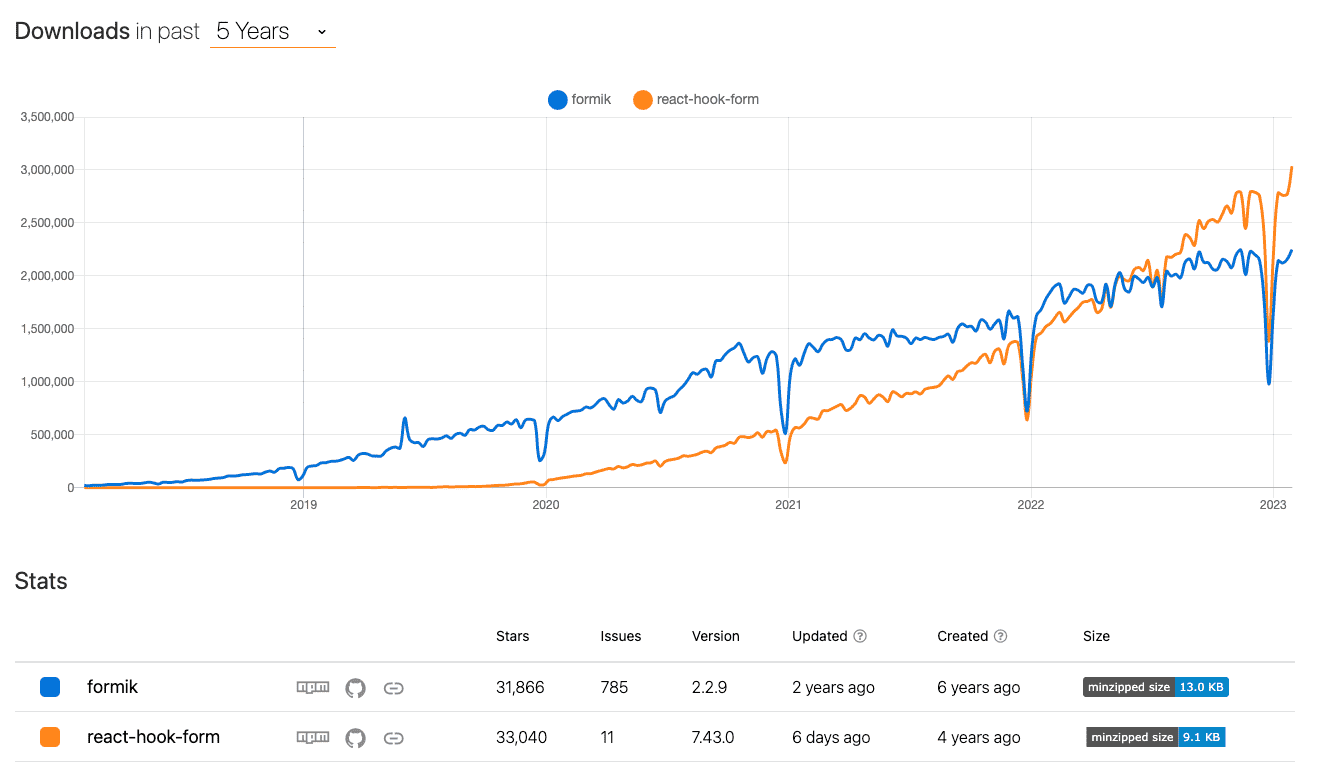 Downloads in past 5 Years
formik react-hook-form
3,500,000
3,000,000
2,500,000
2,000,000
1,500,000
1,000,000
500,000
0
2019 2020 2021 2022 2023
Stats
Stars Issues Version Updated ? Created ? Size
formik npm 31,866 785 2.2.9 2 years ago 6 years ago minzipped size 13.0 KB
react-hook-form npm 33,040 11 7.43.0 6 days ago 4 years ago minzipped size 9.1 KB